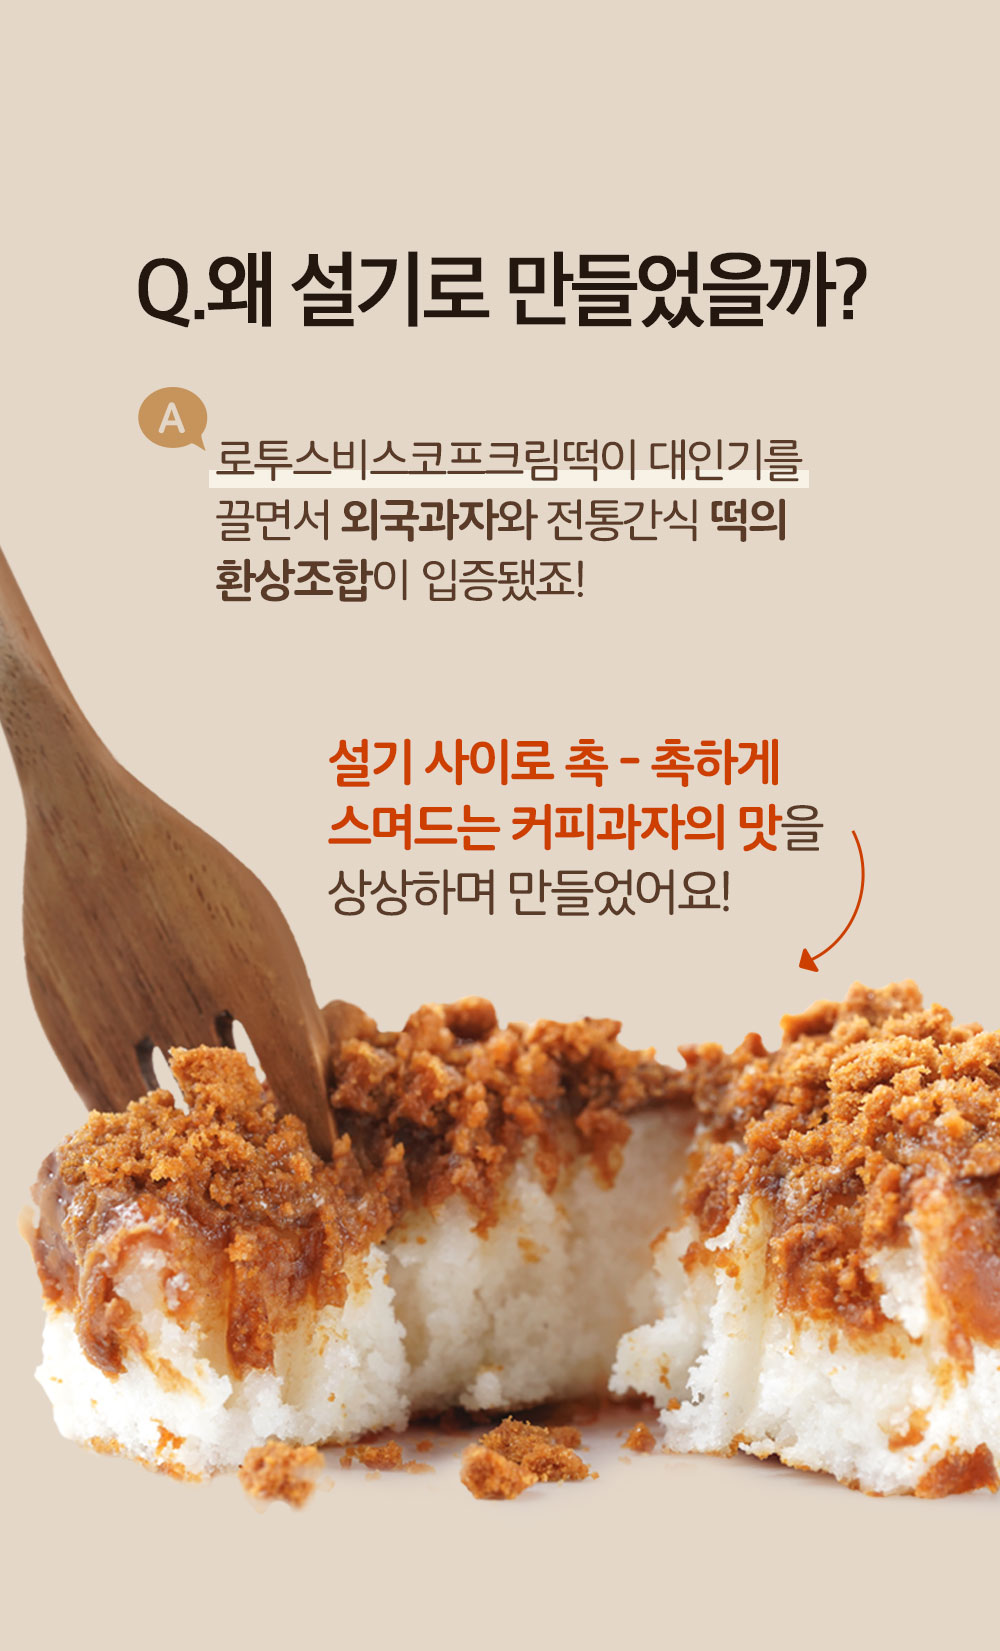 Q.왜 설기로 만들었을까?
A
로투스비스코프크림떡이 대인기를
끌면서 외국과자와 전통간식 떡의
환상조합이 입증됐죠!
설기 사이로 촉 - 촉하게
스며드는 커피과자의 맛을
상상하며 만들었어요!